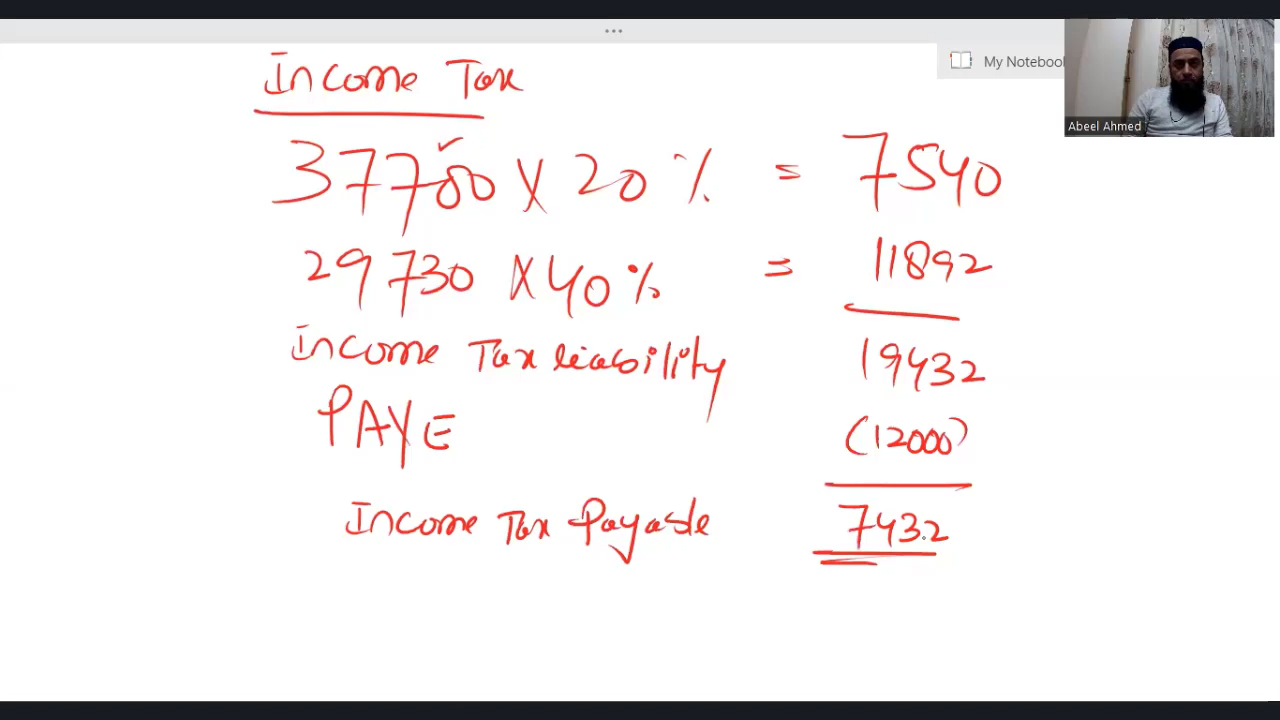 My Notebook
Abeel Ahmed
Income Tax
37700 X 20% = 7540
29730 X 40% = 11892
Income Tax liability 19432
PAYE (12000)
Income Tax Payable 7432